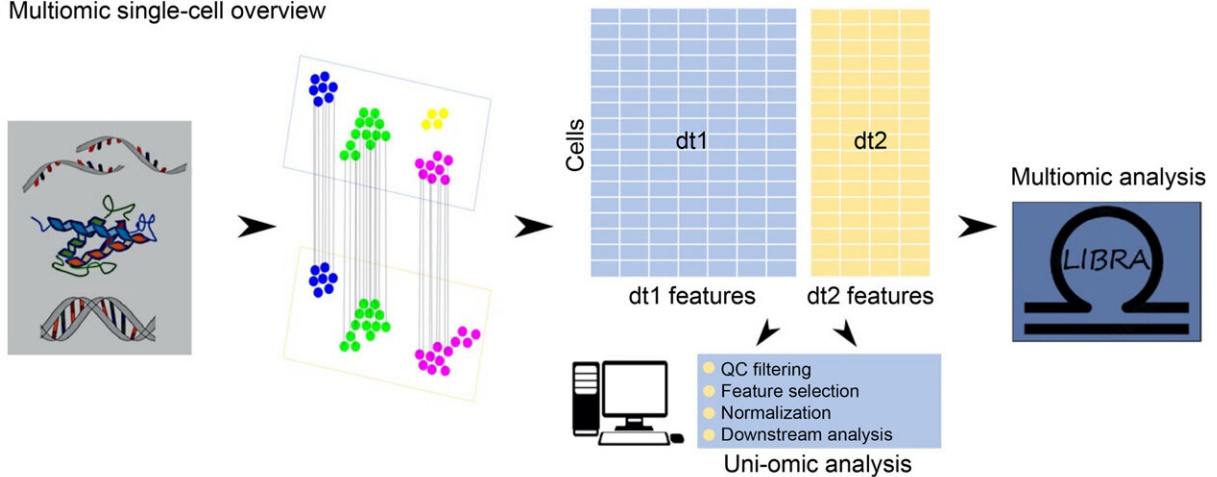 Multiomic single-cell overview
Cells
dt1
dt2
dt1 features
dt2 features
QC filtering
Feature selection
Normalization
Downstream analysis
Uni-omic analysis
Multiomic analysis
LIBRA